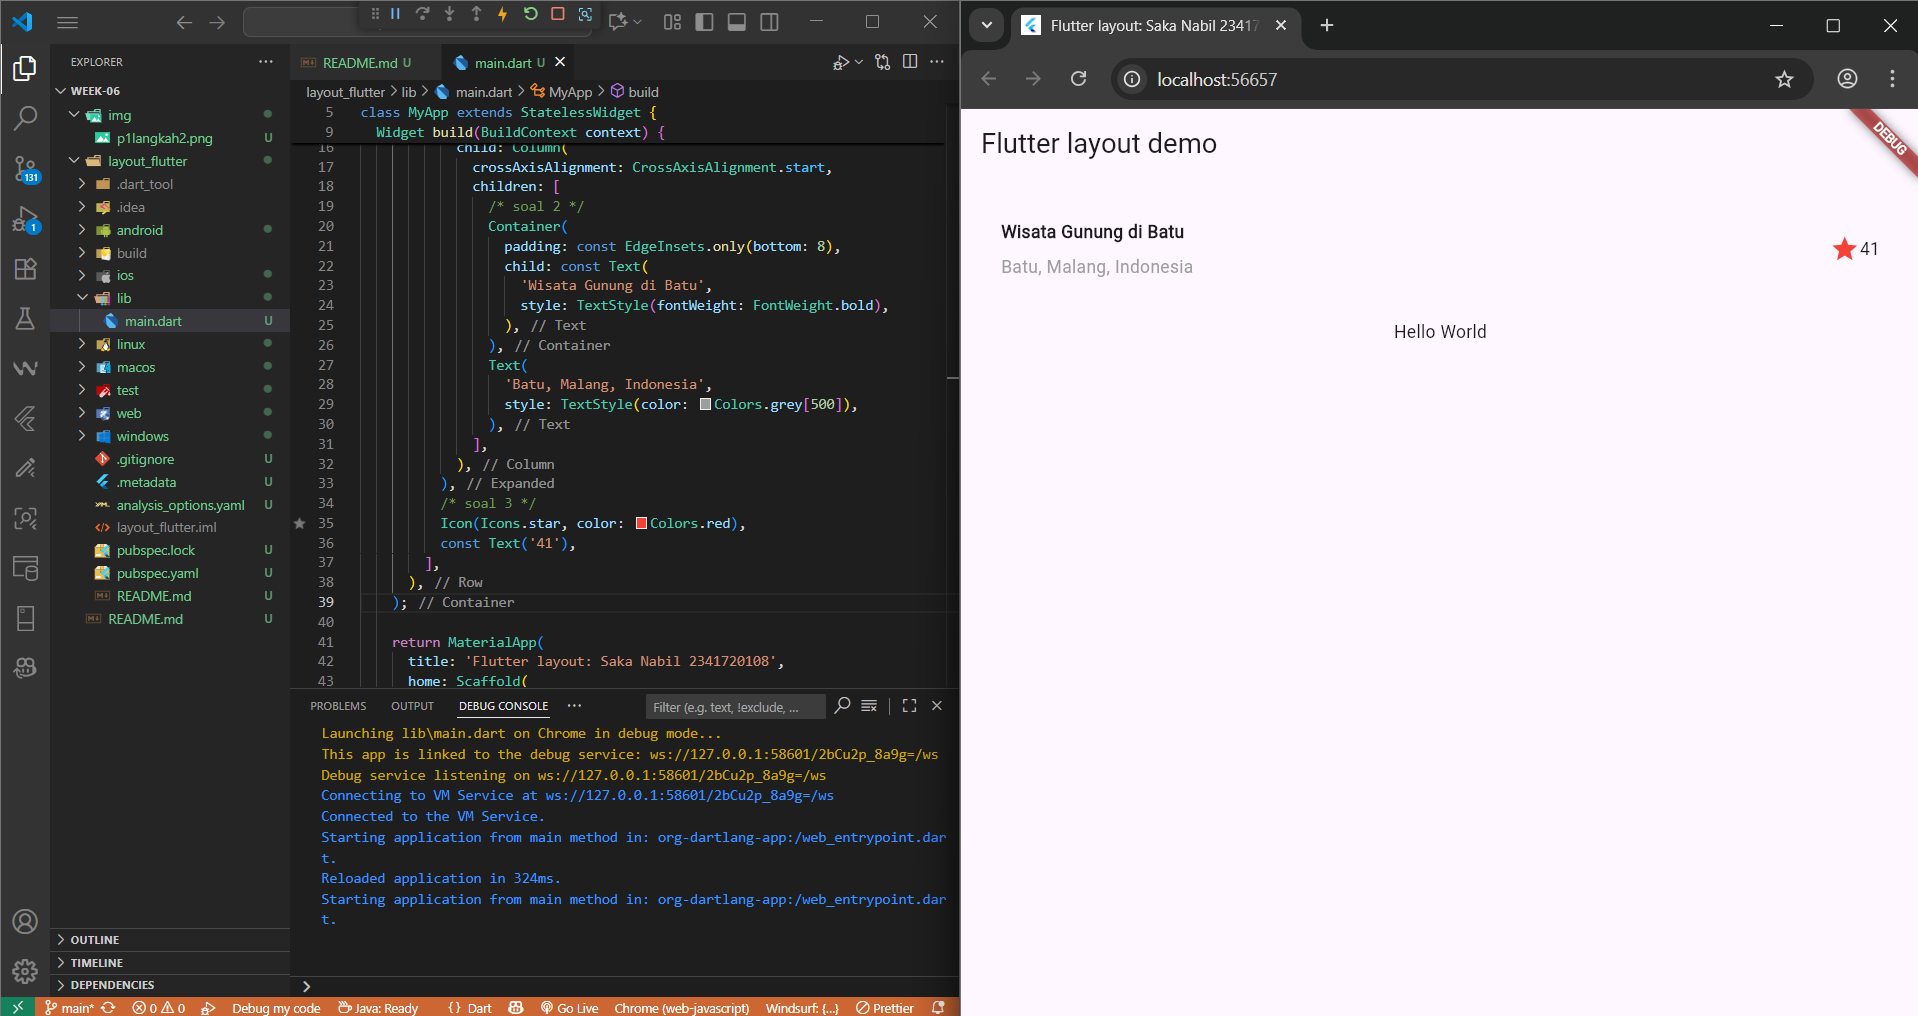 EXPLORER
WEEK-06
img
p1langkah2.png U
layout_flutter
.dart_tool
.idea
android
build
ios
lib
main.dart U
linux
macos
test
web
windows
.gitignore U
.metadata U
analysis_options.yaml U
layout_flutter.iml
pubspec.lock U
pubspec.yaml U
README.md U
README.md U
OUTLINE
TIMELINE
DEPENDENCIES
131
1
README.md U
main.dart U
layout_flutter > lib > main.dart > MyApp > build
5 class MyApp extends StatelessWidget {
9 Widget build(BuildContext context) {
16 child: Column(
17 crossAxisAlignment: CrossAxisAlignment.start,
18 children: [
19 /* soal 2 */
20 Container(
21 padding: const EdgeInsets.only(bottom: 8),
22 child: const Text(
23 'Wisata Gunung di Batu',
24 style: TextStyle(fontWeight: FontWeight.bold),
25 ), // Text
26 ), // Container
27 Text(
28 'Batu, Malang, Indonesia',
29 style: TextStyle(color: Colors.grey[500]),
30 ), // Text
31 ],
32 ), // Column
33 ), // Expanded
34 /* soal 3 */
35 Icon(Icons.star, color: Colors.red),
36 const Text('41'),
37 ],
38 ), // Row
39 ); // Container
40
41 return MaterialApp(
42 title: 'Flutter layout: Saka Nabil 2341720108',
43 home: Scaffold(
PROBLEMS OUTPUT DEBUG CONSOLE
Filter (e.g. text, !exclude, ...
Launching lib\main.dart on Chrome in debug mode...
This app is linked to the debug service: ws://127.0.0.1:58601/2bCu2p_8a9g=/ws
Debug service listening on ws://127.0.0.1:58601/2bCu2p_8a9g=/ws
Connecting to VM Service at ws://127.0.0.1:58601/2bCu2p_8a9g=/ws
Connected to the VM Service.
Starting application from main method in: org-dartlang-app:/web_entrypoint.dar
t.
Reloaded application in 324ms.
Starting application from main method in: org-dartlang-app:/web_entrypoint.dar
t.
main* 0 0 Debug my code Java: Ready {} Dart Go Live Chrome (web-javascript) Windsurf: {...} Prettier
Flutter layout: Saka Nabil 23417
localhost:56657
Flutter layout demo
DEBUG
Wisata Gunung di Batu
Batu, Malang, Indonesia
41
Hello World